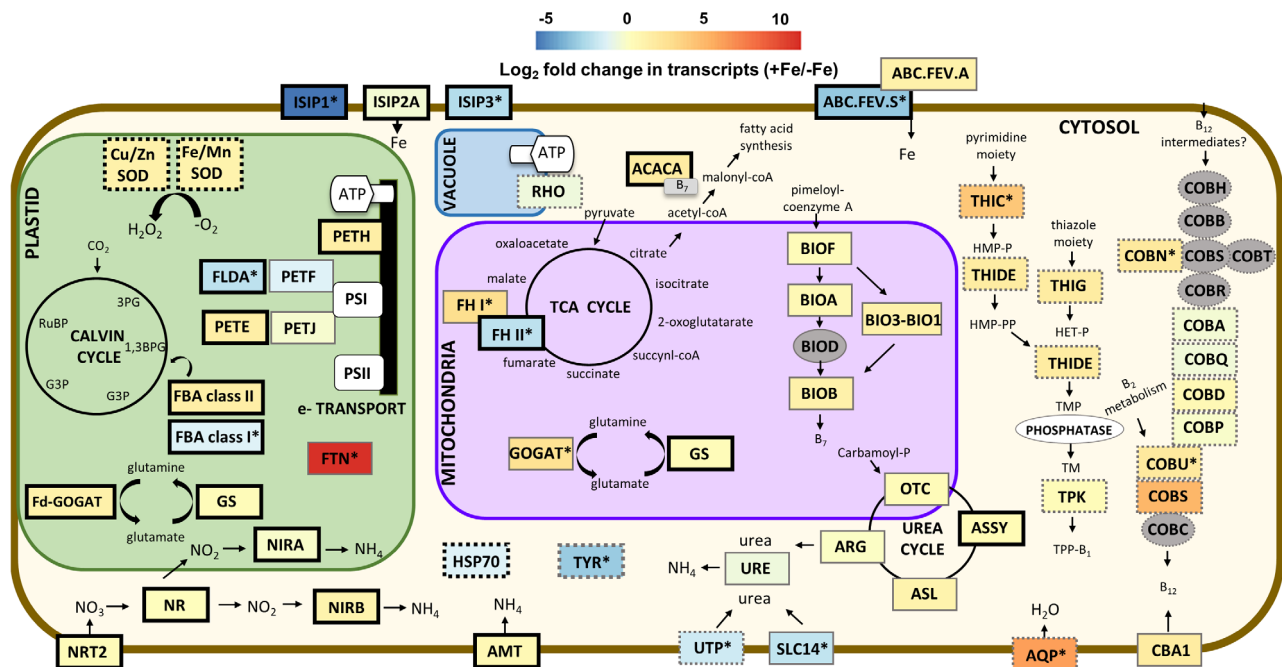 -5 0 5 10
Log2 fold change in transcripts (+Fe/-Fe)
ABC.FEV.A
ISIP1*
ISIP2A
ISIP3*
ABC.FEV.S*
Fe
Fe
CYTOSOL
PLASTID
Cu/Zn
SOD
Fe/Mn
SOD
H2O2
-O2
ATP
PETH
FLDA*
PETF
PSI
PETE
PETJ
PSII
e- TRANSPORT
CO2
3PG
RuBP
CALVIN
CYCLE
1,3BPG
G3P
G3P
FBA class II
FBA class I*
FTN*
glutamine
Fd-GOGAT
GS
glutamate
NO2
NIRA
NH4
NO3
NR
NO2
NIRB
NH4
NRT2
NH4
AMT
VACUOLE
ATP
RHO
fatty acid
synthesis
ACACA
B7
malonyl-coA
acetyl-coA
pyruvate
MITOCHONDRIA
oxaloacetate
citrate
malate
isocitrate
FH I*
TCA CYCLE
2-oxoglutatarate
FH II*
fumarate
succynl-coA
succinate
pimeloyl-
coenzyme A
BIOF
BIOA
BIO3-BIO1
BIOD
BIOB
B7
glutamine
GOGAT*
GS
glutamate
Carbamoyl-P
OTC
UREA
CYCLE
ASSY
ARG
ASL
urea
NH4
URE
urea
UTP*
SLC14*
HSP70
TYR*
pyrimidine
moiety
THIC*
HMP-P
THIDE
HMP-PP
thiazole
moiety
THIG
HET-P
THIDE
TMP
PHOSPHATASE
TM
TPK
TPP-B1
B2
metabolism
B12
intermediates?
COBH
COBB
COBN*
COBS
COBT
COBR
COBA
COBQ
COBD
COBP
COBU*
COBS
COBC
B12
H2O
AQP*
CBA1